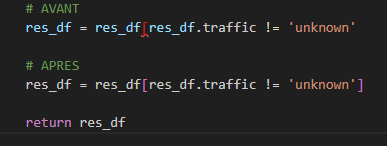 # AVANT
res_df = res_df[res_df.traffic != 'unknown'
# APRES
res_df = res_df[res_df.traffic != 'unknown']
return res_df